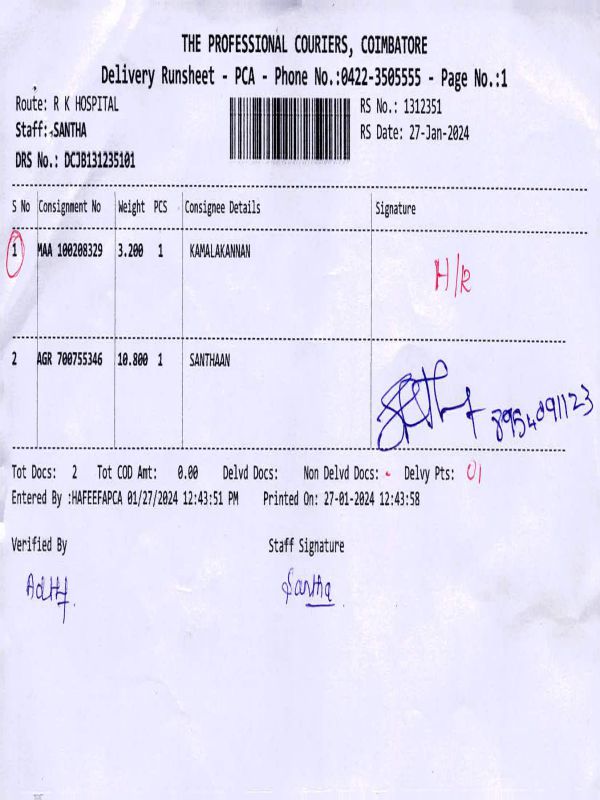 THE PROFESSIONAL COURIERS, COIMBATORE
Delivery Runsheet - PCA - Phone No.:0422-3505555 - Page No.:1
Route: R K HOSPITAL RS No.: 1312351
Staff: SANTHA RS Date: 27-Jan-2024
DRS No.: DCJB131235101
S No Consignment No Weight PCS Consignee Details Signature
1 MAA 100208329 3.200 1 KAMALAKANNAN H/R
2 AGR 700755346 10.800 1 SANTHAAN
Tot Docs: 2 Tot COD Amt: 0.00 Delvd Docs: Non Delvd Docs: Delvy Pts: 01
Entered By :HAFEEFAPCA 01/27/2024 12:43:51 PM Printed On: 27-01-2024 12:43:58
Verified By Staff Signature
Santha